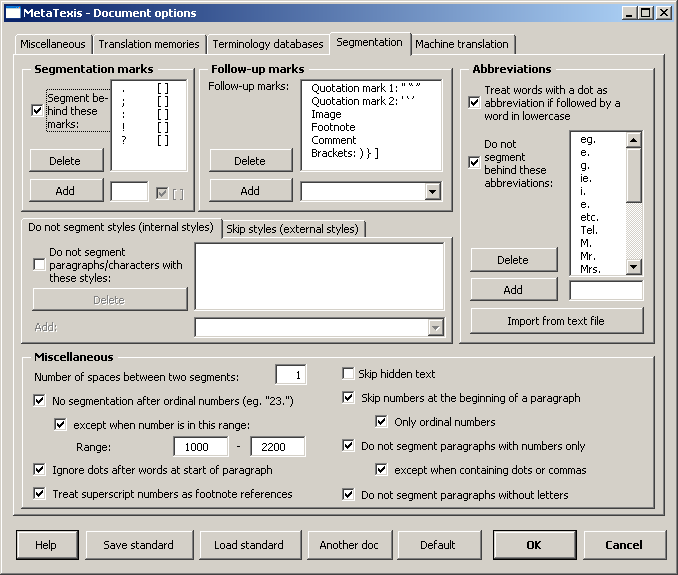 MetaTexis - Document options
Miscellaneous
Translation memories
Terminology databases
Segmentation
Machine translation
Segmentation marks
Segment be-
hind these
marks:
. [ ]
; [ ]
: [ ]
! [ ]
? [ ]
Delete
Add
[ ]
Follow-up marks
Follow-up marks:
Quotation mark 1: "“”
Quotation mark 2: '‘’
Image
Footnote
Comment
Brackets: ) } ]
Delete
Add
Abbreviations
Treat words with a dot as
abbreviation if followed by a
word in lowercase
Do not
segment
behind these
abbreviations:
eg.
e.
g.
ie.
i.
e.
etc.
Tel.
M.
Mr.
Mrs.
Delete
Add
Import from text file
Do not segment styles (internal styles)
Skip styles (external styles)
Do not segment
paragraphs/characters with
these styles:
Delete
Add:
Miscellaneous
Number of spaces between two segments: 1
No segmentation after ordinal numbers (eg. "23.")
except when number is in this range:
Range: 1000 - 2200
Ignore dots after words at start of paragraph
Treat superscript numbers as footnote references
Skip hidden text
Skip numbers at the beginning of a paragraph
Only ordinal numbers
Do not segment paragraphs with numbers only
except when containing dots or commas
Do not segment paragraphs without letters
Help
Save standard
Load standard
Another doc
Default
OK
Cancel